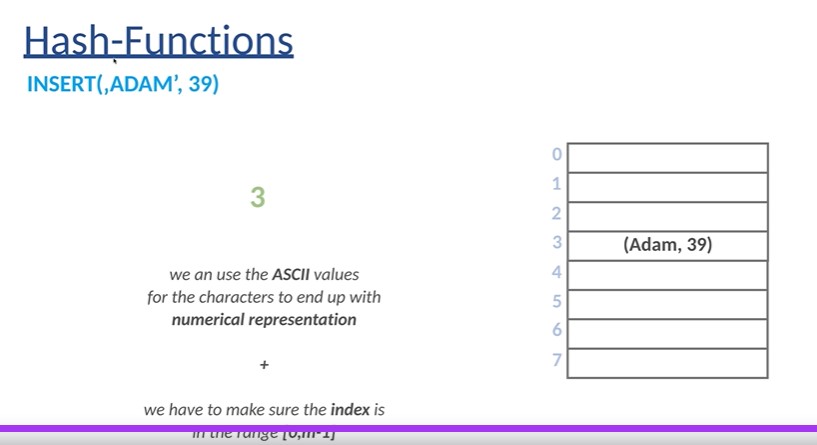 Hash-Functions
INSERT(‚ADAM’, 39)
3
we an use the ASCII values
for the characters to end up with
numerical representation
+
we have to make sure the index is
in the range [0,m-1]
0
1
2
3 (Adam, 39)
4
5
6
7